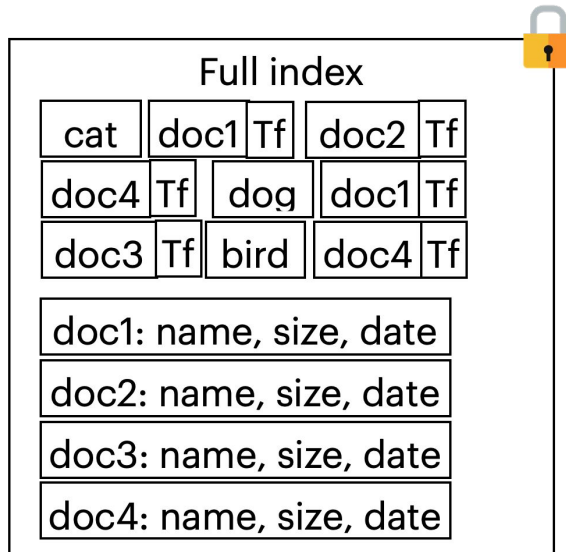 Full index
cat doc1 Tf doc2 Tf
doc4 Tf dog doc1 Tf
doc3 Tf bird doc4 Tf
doc1: name, size, date
doc2: name, size, date
doc3: name, size, date
doc4: name, size, date